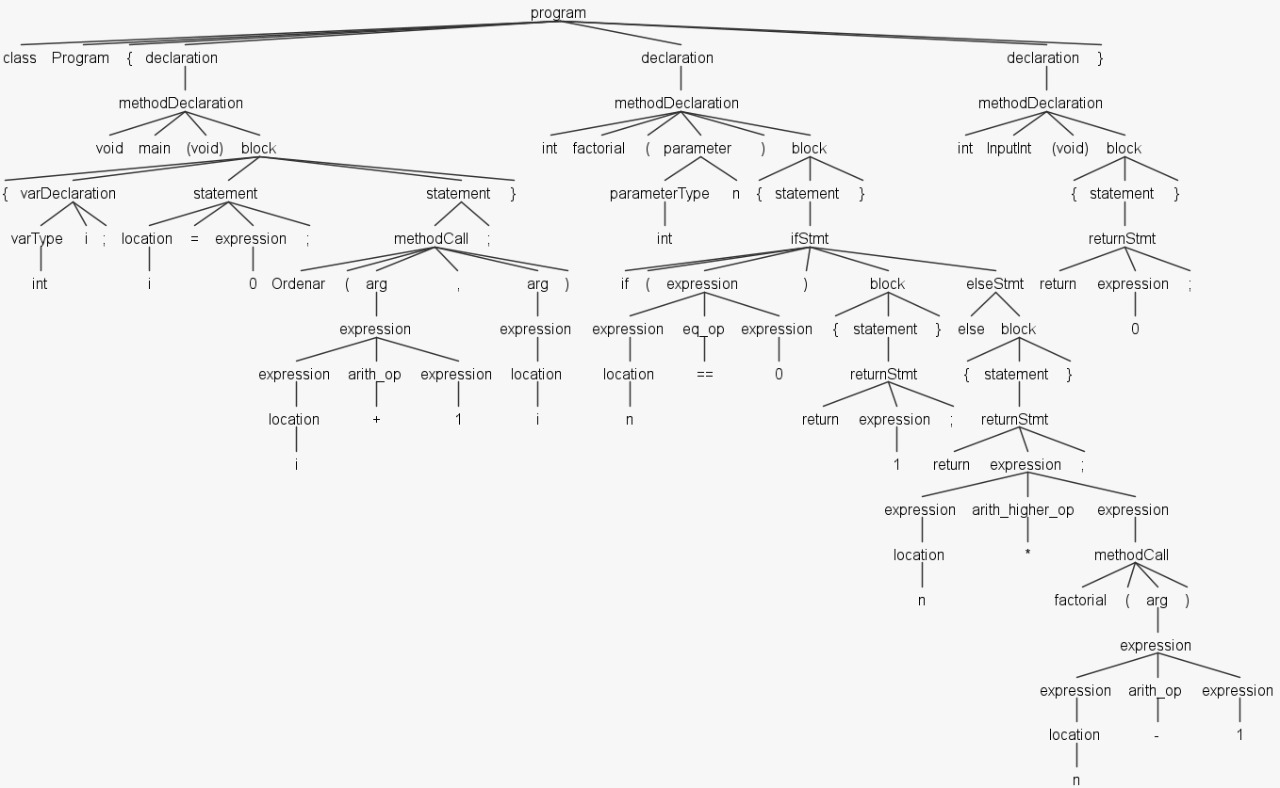 program
class Program { declaration declaration declaration }
methodDeclaration methodDeclaration methodDeclaration
void main (void) block int factorial ( parameter ) block int InputInt (void) block
{ varDeclaration statement statement } parameterType n { statement } { statement }
varType i ; location = expression ; methodCall ; int ifStmt returnStmt
int i 0 Ordenar ( arg , arg ) if ( expression ) block elseStmt return expression ;
expression expression expression eq_op expression { statement } else block 0
expression arith_op expression location location == 0 returnStmt { statement }
location + 1 i n return expression ; returnStmt
i 1 return expression ;
expression arith_higher_op expression
location * methodCall
n factorial ( arg )
expression
expression arith_op expression
location - 1
n